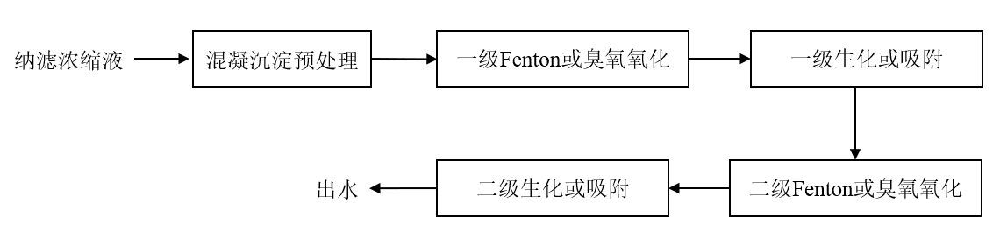 纳滤浓缩液
混凝沉淀预处理
一级Fenton或臭氧氧化
一级生化或吸附
二级Fenton或臭氧氧化
二级生化或吸附
出水